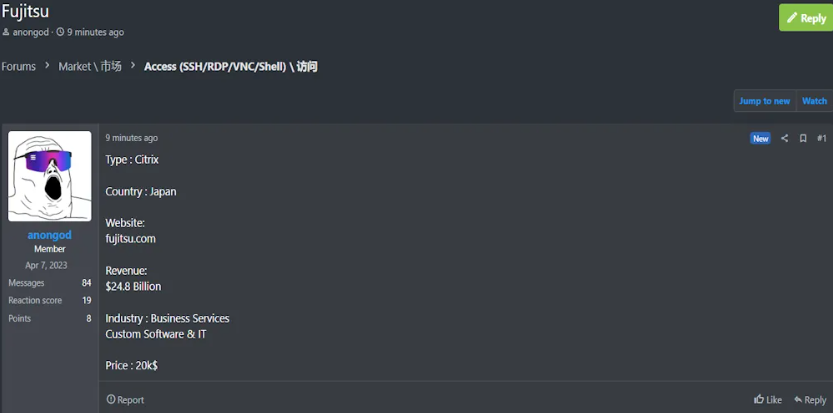 Fujitsu
Reply
anongod · 9 minutes ago
Forums > Market \ 市场 > Access (SSH/RDP/VNC/Shell) \ 访问
Jump to new Watch
9 minutes ago
New #1
Type : Citrix
Country : Japan
Website:
fujitsu.com
Revenue:
$24.8 Billion
Industry : Business Services
Custom Software & IT
Price : 20k$
anongod
Member
Apr 7, 2023
Messages 84
Reaction score 19
Points 8
Report
Like Reply